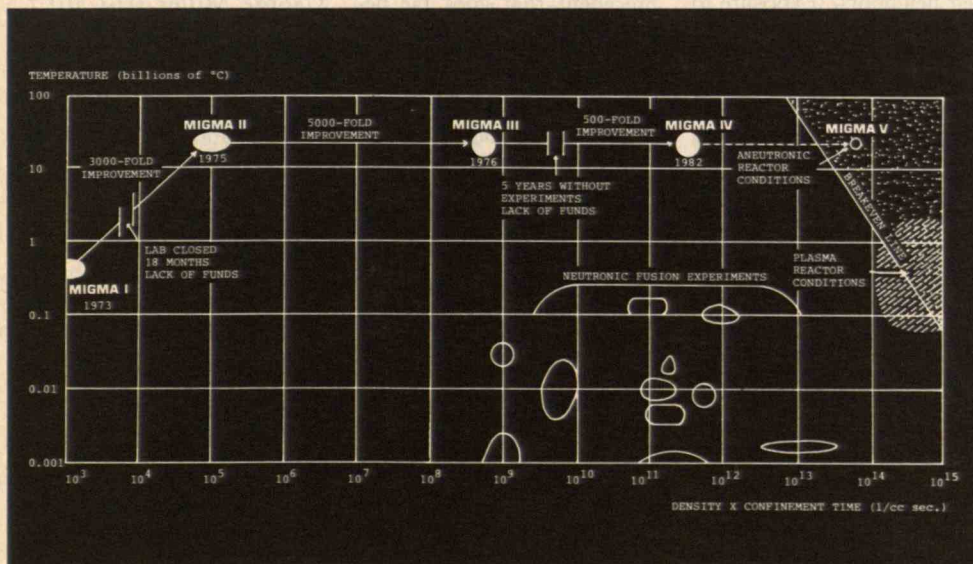 TEMPERATURE (billions of °C)
100
10
1
0.1
0.01
0.001
MIGMA I
1973
3000-FOLD
IMPROVEMENT
LAB CLOSED
18 MONTHS
LACK OF FUNDS
MIGMA II
1975
5000-FOLD
IMPROVEMENT
MIGMA III
1976
5 YEARS WITHOUT
EXPERIMENTS
LACK OF FUNDS
500-FOLD
IMPROVEMENT
MIGMA IV
1982
MIGMA V
ANEUTRONIC
REACTOR
CONDITIONS
BREAKEVEN LINE
PLASMA
REACTOR
CONDITIONS
NEUTRONIC FUSION EXPERIMENTS
10³ 10⁴ 10⁵ 10⁶ 10⁷ 10⁸ 10⁹ 10¹⁰ 10¹¹ 10¹² 10¹³ 10¹⁴ 10¹⁵
DENSITY X CONFINEMENT TIME (1/cc sec.)